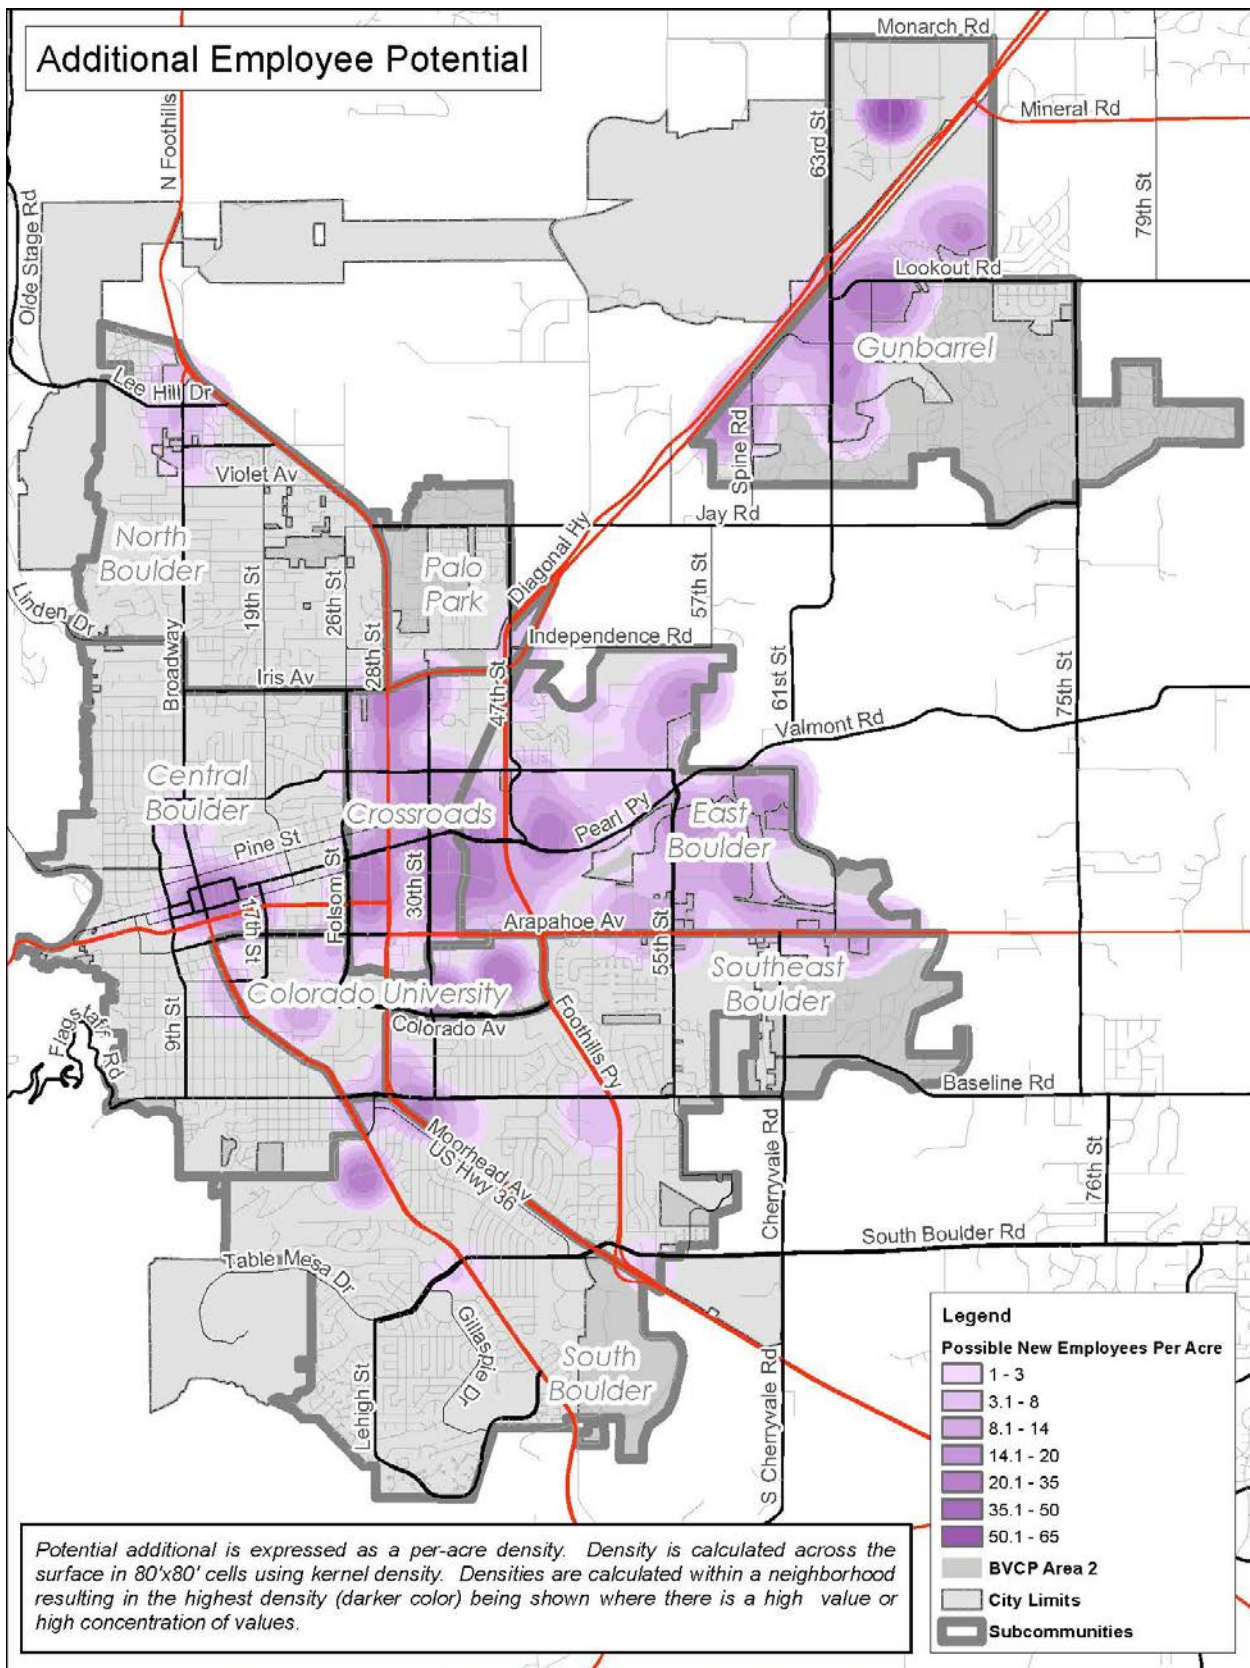 Additional Employee Potential
Monarch Rd
Mineral Rd
N Foothills
63rd St
79th St
Olde Stage Rd
Lookout Rd
Gunbarrel
Lee Hill Dr
Spine Rd
Violet Av
Jay Rd
North
Boulder
Palo
Park
Diagonal Hy
19th St
26th St
57th St
Linden Dr
Broadway
28th St
Independence Rd
61st St
75th St
Iris Av
47th St
Valmont Rd
Central
Boulder
Crossroads
Pearl Py
East
Boulder
Pine St
Folsom St
30th St
17th St
Arapahoe Av
55th St
Southeast
Boulder
Colorado University
Colorado Av
9th St
Flagstaff Rd
Foothills Py
Baseline Rd
Moorhead Av
US Hwy 36
Cherryvale Rd
76th St
South Boulder Rd
Table Mesa Dr
Gillaspie Dr
South
Boulder
Lehigh St
S Cherryvale Rd
Legend
Possible New Employees Per Acre
1 - 3
3.1 - 8
8.1 - 14
14.1 - 20
20.1 - 35
35.1 - 50
50.1 - 65
BVCP Area 2
City Limits
Subcommunities
Potential additional is expressed as a per-acre density. Density is calculated across the
surface in 80'x80' cells using kernel density. Densities are calculated within a neighborhood
resulting in the highest density (darker color) being shown where there is a high value or
high concentration of values.